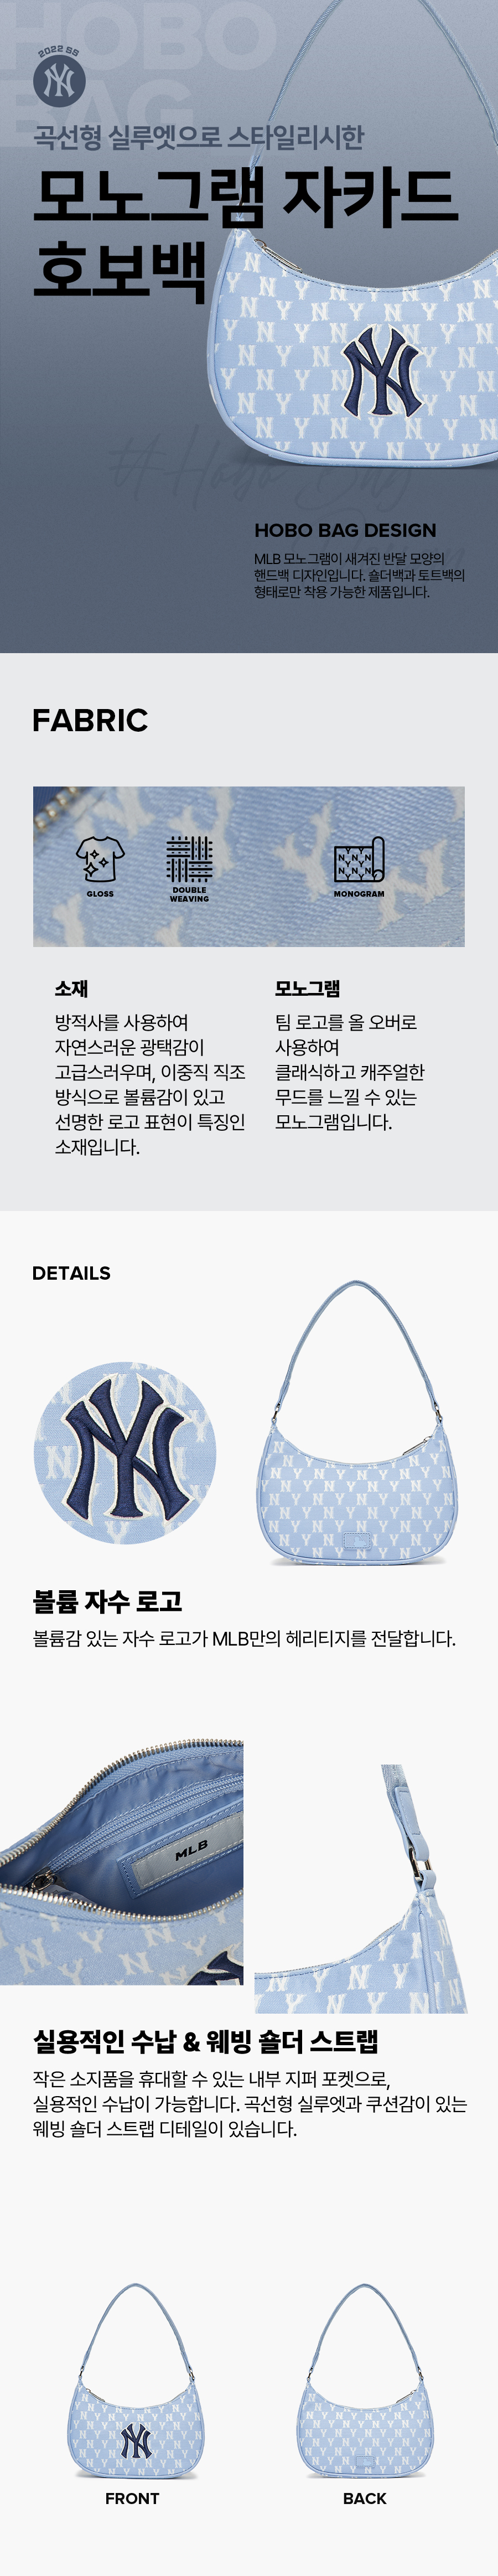 HOBO
BAG
2022 SS
NY
곡선형 실루엣으로 스타일리시한
모노그램 자카드
호보백
#Hobo Bag
HOBO BAG DESIGN
MLB 모노그램이 새겨진 반달 모양의
핸드백 디자인입니다. 숄더백과 토트백의
형태로만 착용 가능한 제품입니다.
FABRIC
GLOSS
DOUBLE
WEAVING
MONOGRAM
소재
방적사를 사용하여
자연스러운 광택감이
고급스러우며, 이중직 직조
방식으로 볼륨감이 있고
선명한 로고 표현이 특징인
소재입니다.
모노그램
팀 로고를 올 오버로
사용하여
클래식하고 캐주얼한
무드를 느낄 수 있는
모노그램입니다.
DETAILS
NY
볼륨 자수 로고
볼륨감 있는 자수 로고가 MLB만의 헤리티지를 전달합니다.
MLB
실용적인 수납 & 웨빙 숄더 스트랩
작은 소지품을 휴대할 수 있는 내부 지퍼 포켓으로,
실용적인 수납이 가능합니다. 곡선형 실루엣과 쿠션감이 있는
웨빙 숄더 스트랩 디테일이 있습니다.
NY
FRONT
BACK